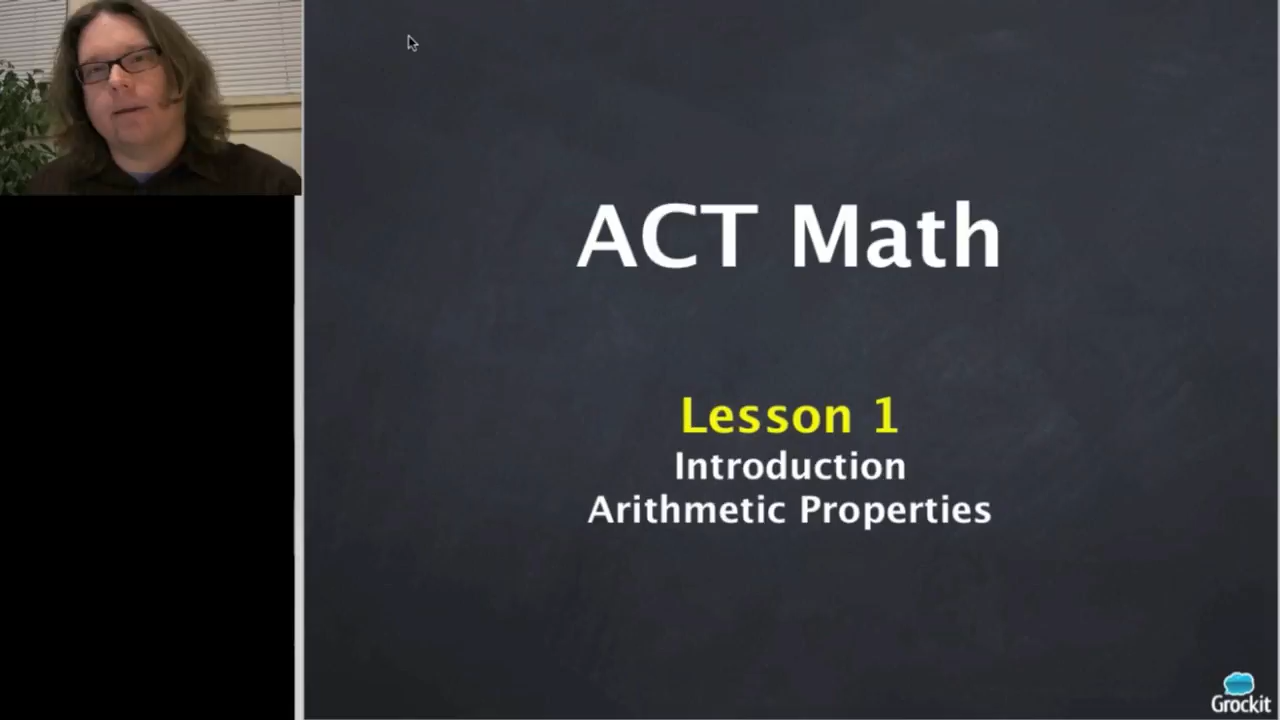 ACT Math
Lesson 1
Introduction
Arithmetic Properties
Grockit